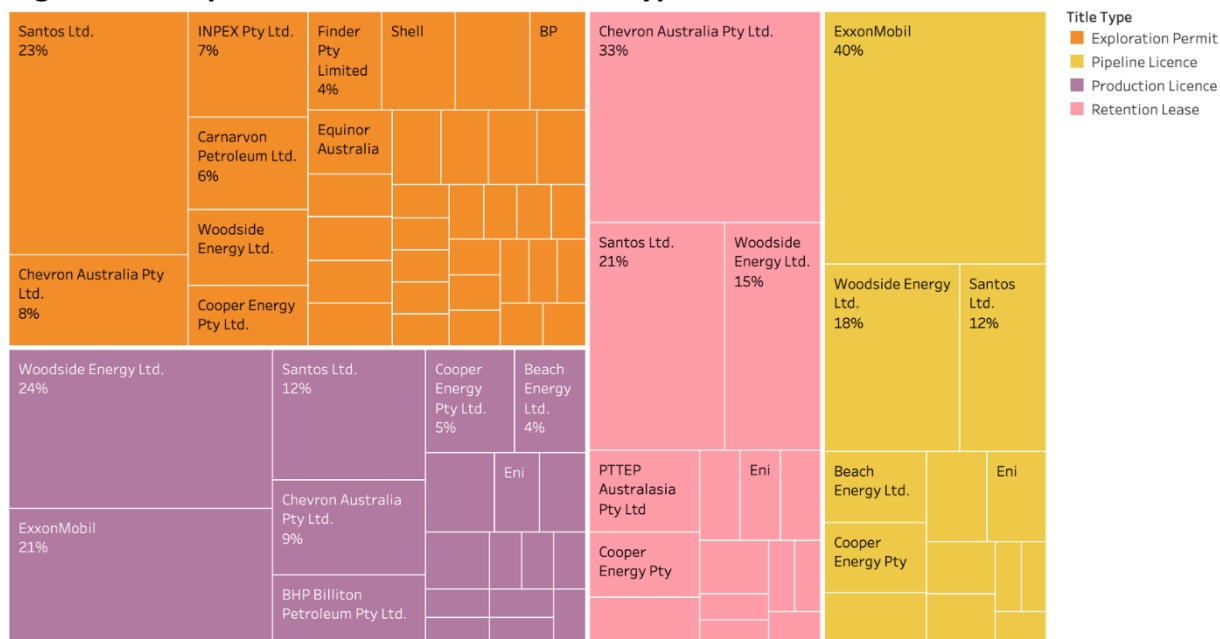 Santos Ltd.
23%
INPEX Pty Ltd.
7%
Finder
Pty
Limited
4%
Shell
BP
Carnarvon
Petroleum Ltd.
6%
Equinor
Australia
Woodside
Energy Ltd.
Chevron Australia Pty
Ltd.
8%
Cooper Energy
Pty Ltd.
Woodside Energy Ltd.
24%
Santos Ltd.
12%
Cooper
Energy
Pty Ltd.
5%
Beach
Energy
Ltd.
4%
Eni
Chevron Australia
Pty Ltd.
9%
ExxonMobil
21%
BHP Billiton
Petroleum Pty Ltd.
Chevron Australia Pty Ltd.
33%
Santos Ltd.
21%
Woodside
Energy Ltd.
15%
PTTEP
Australasia
Pty Ltd
Eni
Cooper
Energy Pty
ExxonMobil
40%
Woodside Energy
Ltd.
18%
Santos
Ltd.
12%
Beach
Energy Ltd.
Eni
Cooper
Energy Pty
Title Type
Exploration Permit
Pipeline Licence
Production Licence
Retention Lease